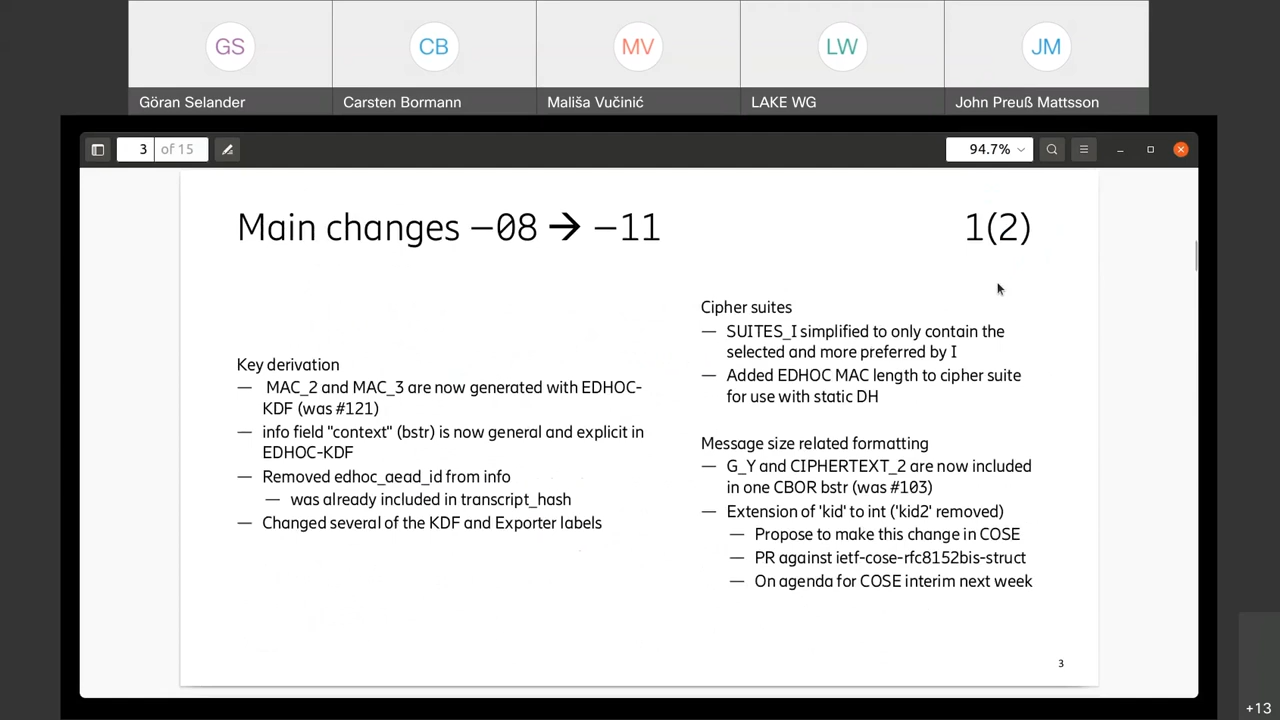 GS
CB
MV
LW
JM
Göran Selander
Carsten Bormann
Mališa Vučinić
LAKE WG
John Preuß Mattsson
3 of 15
94.7%
Main changes –08 → –11
1(2)
Key derivation
— MAC_2 and MAC_3 are now generated with EDHOC-
KDF (was #121)
— info field "context" (bstr) is now general and explicit in
EDHOC-KDF
— Removed edhoc_aead_id from info
— was already included in transcript_hash
— Changed several of the KDF and Exporter labels
Cipher suites
— SUITES_I simplified to only contain the
selected and more preferred by I
— Added EDHOC MAC length to cipher suite
for use with static DH
Message size related formatting
— G_Y and CIPHERTEXT_2 are now included
in one CBOR bstr (was #103)
— Extension of 'kid' to int ('kid2' removed)
— Propose to make this change in COSE
— PR against ietf-cose-rfc8152bis-struct
— On agenda for COSE interim next week
3
+13